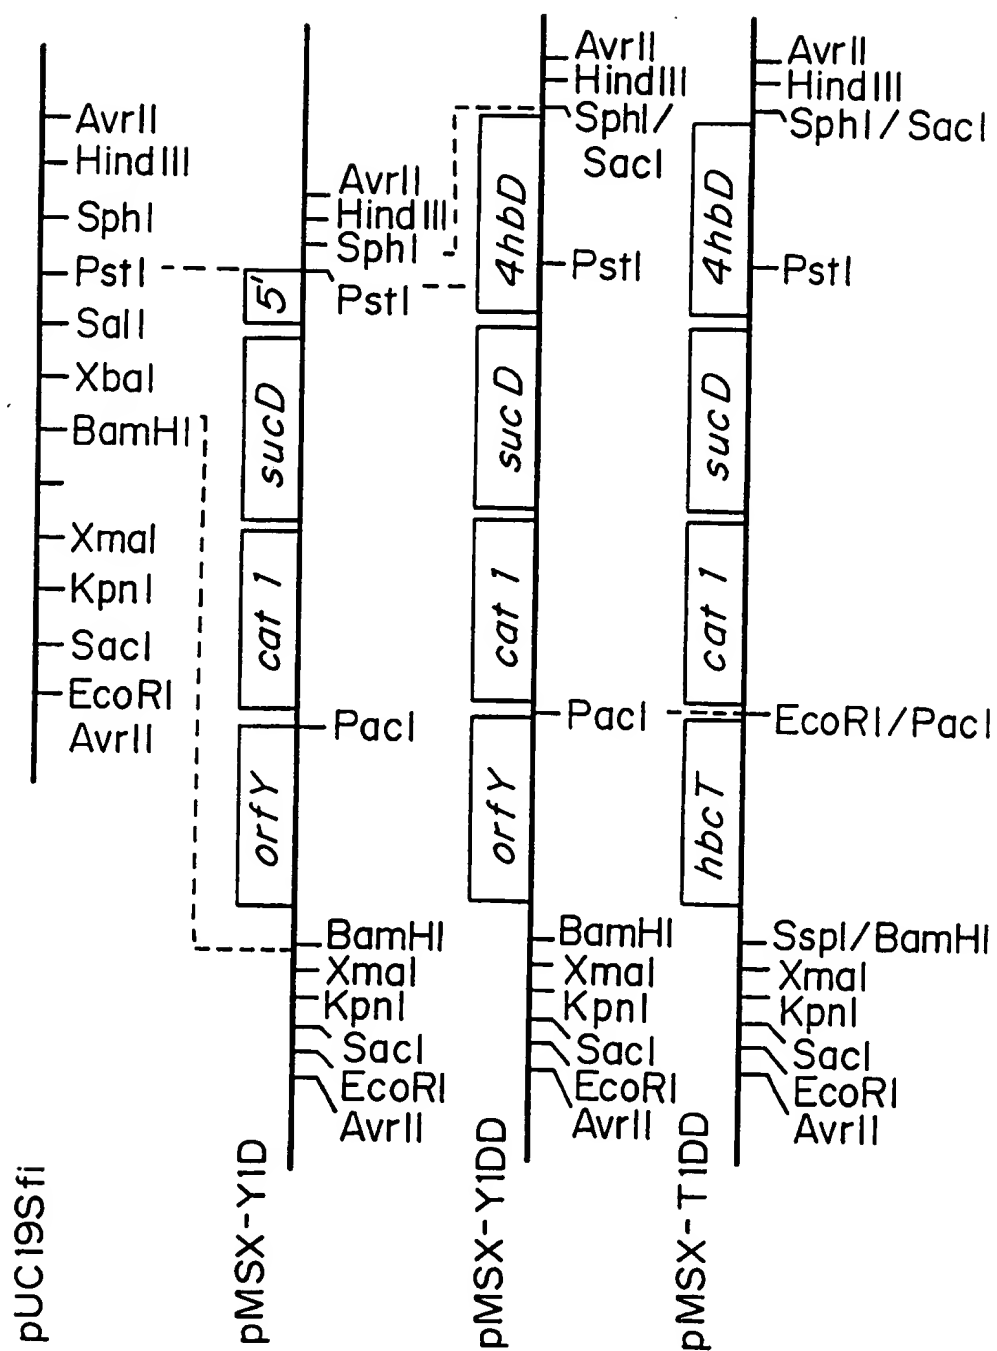 pUC19Sfi
AvrII
HindIII
SphI
PstI
SalI
XbaI
BamHI
XmaI
KpnI
SacI
EcoRI
AvrII
pMSX-Y1D
AvrII
HindIII
SphI
PstI
5'
sucD
cat 1
PacI
orfY
BamHI
XmaI
KpnI
SacI
EcoRI
AvrII
pMSX-Y1DD
AvrII
HindIII
SphI/
SacI
4hbD
PstI
sucD
cat 1
PacI
orfY
BamHI
XmaI
KpnI
SacI
EcoRI
AvrII
pMSX-T1DD
AvrII
HindIII
SphI/SacI
4hbD
PstI
sucD
cat 1
EcoRI/PacI
hbcT
SspI/BamHI
XmaI
KpnI
SacI
EcoRI
AvrII